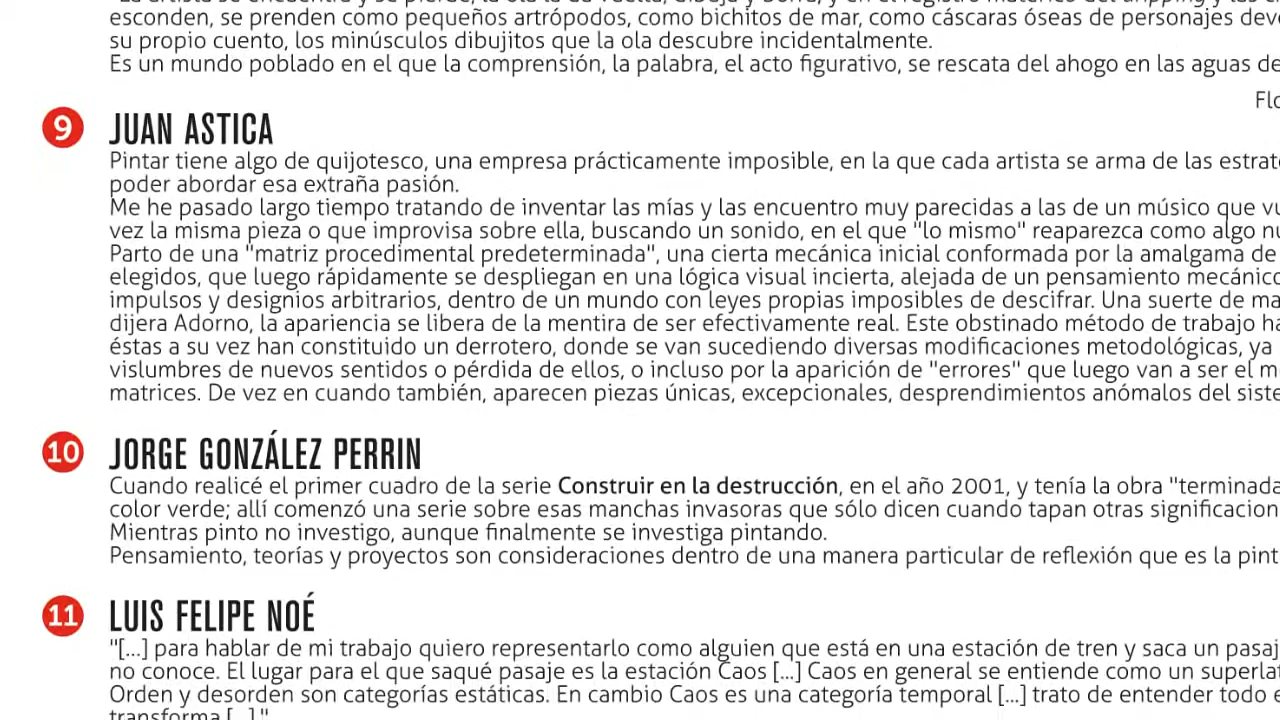 esconden, se prenden como pequeños artrópodos, como bichitos de mar, como cáscaras óseas de personajes
su propio cuento, los minúsculos dibujitos que la ola descubre incidentalmente.
Es un mundo poblado en el que la comprensión, la palabra, el acto figurativo, se rescata del ahogo en las aguas
9 JUAN ASTICA
Pintar tiene algo de quijotesco, una empresa prácticamente imposible, en la que cada artista se arma de las
poder abordar esa extraña pasión.
Me he pasado largo tiempo tratando de inventar las mías y las encuentro muy parecidas a las de un músico que
vez la misma pieza o que improvisa sobre ella, buscando un sonido, en el que "lo mismo" reaparezca como algo
Parto de una "matriz procedimental predeterminada", una cierta mecánica inicial conformada por la amalgama de
elegidos, que luego rápidamente se despliegan en una lógica visual incierta, alejada de un pensamiento
impulsos y designios arbitrarios, dentro de un mundo con leyes propias imposibles de descifrar. Una suerte de
dijera Adorno, la apariencia se libera de la mentira de ser efectivamente real. Este obstinado método de trabajo
éstas a su vez han constituido un derrotero, donde se van sucediendo diversas modificaciones metodológicas, ya
vislumbres de nuevos sentidos o pérdida de ellos, o incluso por la aparición de "errores" que luego van a ser el
matrices. De vez en cuando también, aparecen piezas únicas, excepcionales, desprendimientos anómalos del
10 JORGE GONZÁLEZ PERRIN
Cuando realicé el primer cuadro de la serie Construir en la destrucción, en el año 2001, y tenía la obra "terminada
color verde; allí comenzó una serie sobre esas manchas invasoras que sólo dicen cuando tapan otras
Mientras pinto no investigo, aunque finalmente se investiga pintando.
Pensamiento, teorías y proyectos son consideraciones dentro de una manera particular de reflexión que es la
11 LUIS FELIPE NOÉ
"[...] para hablar de mi trabajo quiero representarlo como alguien que está en una estación de tren y saca un
no conoce. El lugar para el que saqué pasaje es la estación Caos [...] Caos en general se entiende como un
Orden y desorden son categorías estáticas. En cambio Caos es una categoría temporal [...] trato de entender todo
transforma [...]."